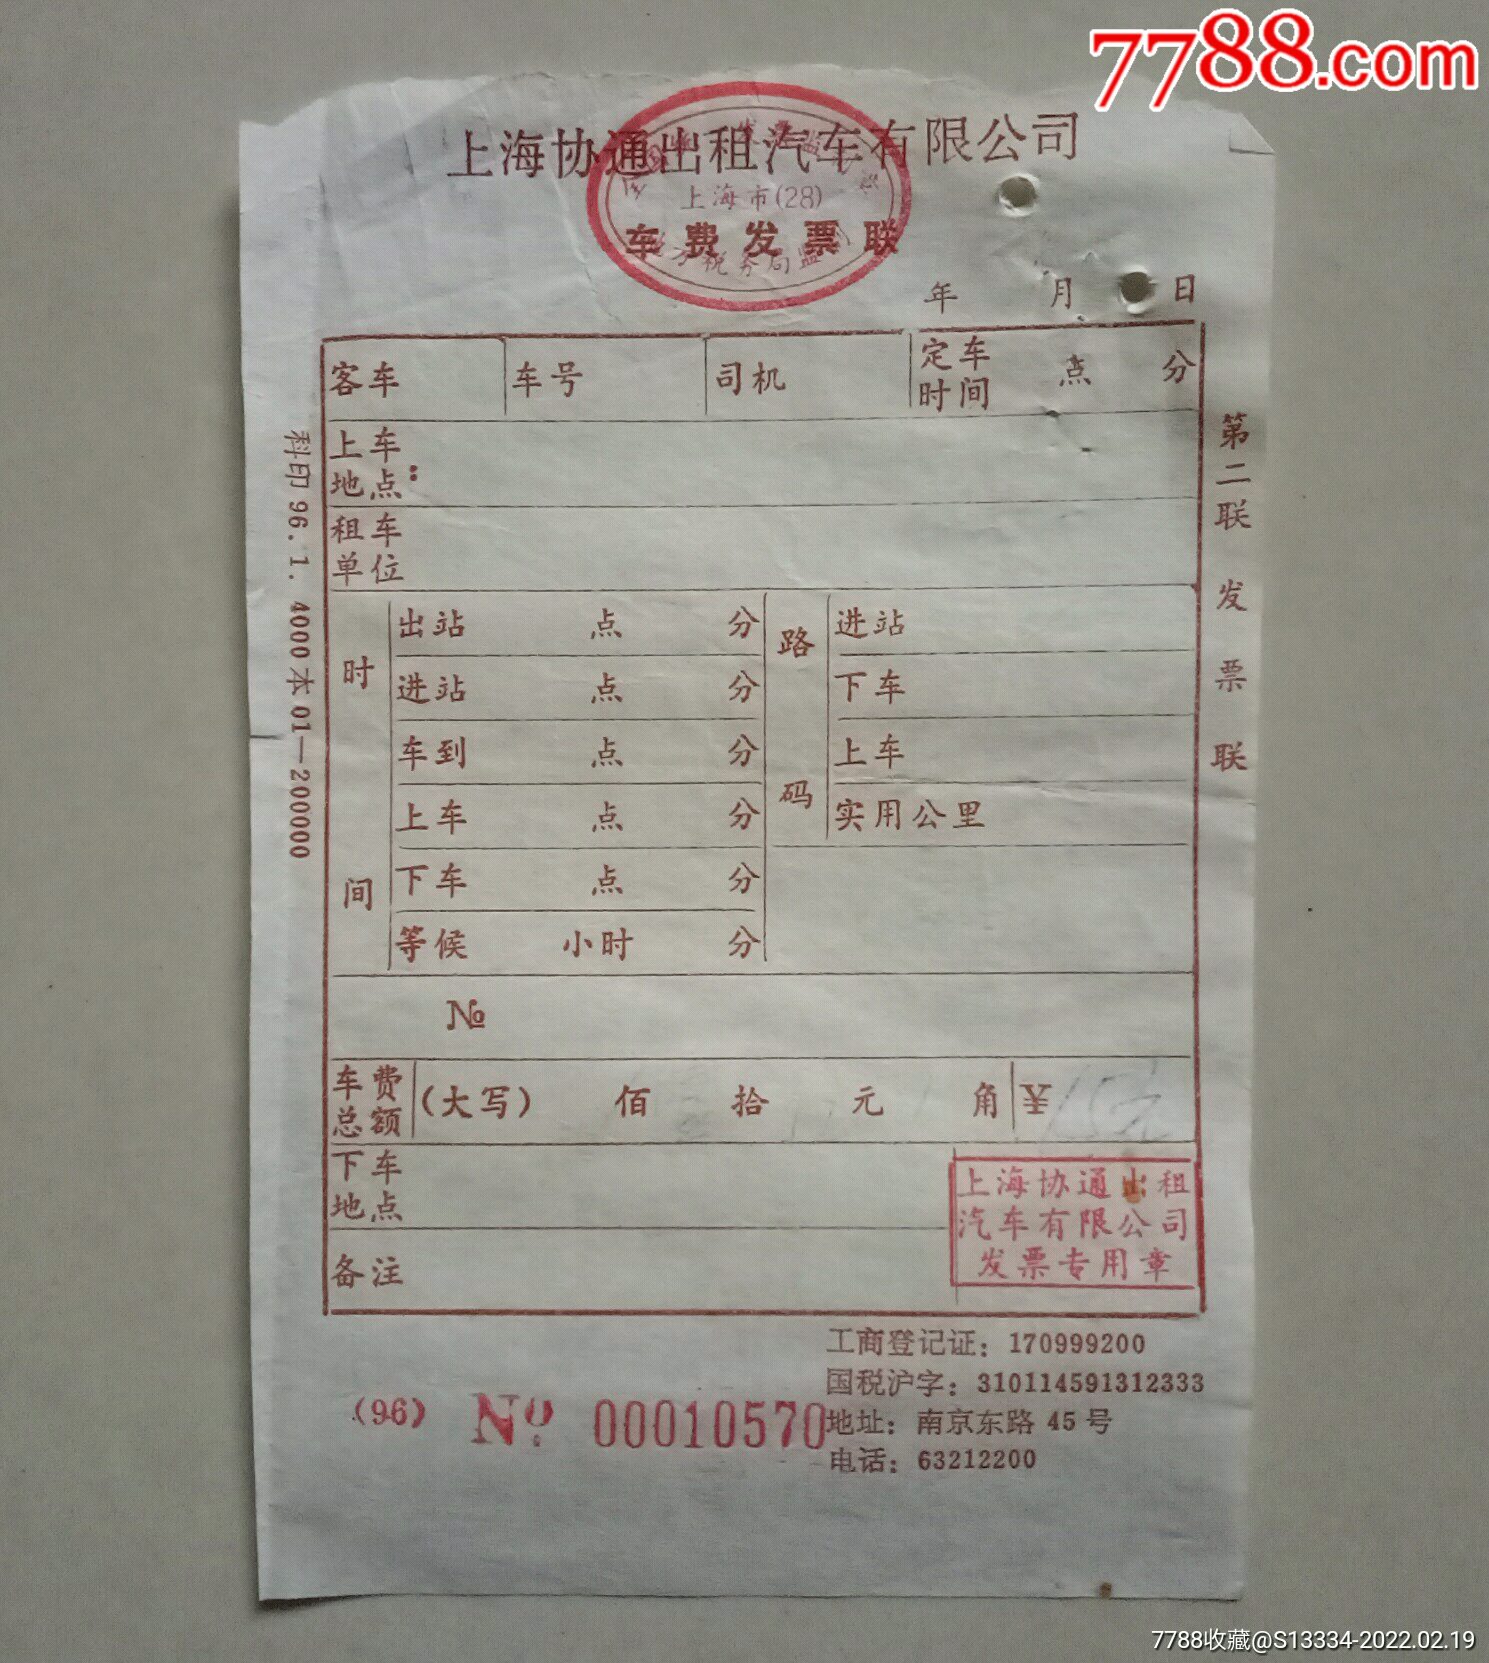 7788.com
上海协通出租汽车有限公司
上海市(28)
税务局监
车费发票联
年 月 日
客车 车号 司机 定车时间 点 分
上车地点：
租车单位
时间
出站 点 分
进站 点 分
车到 点 分
上车 点 分
下车 点 分
等候 小时 分
路码
进站
下车
上车
实用公里
№
车费总额 (大写) 佰 拾 元 角 ¥15元
下车地点
备注
上海协通出租
汽车有限公司
发票专用章
第二联 发票联
科印 96.1. 4000本 01—200000
工商登记证：170999200
国税沪字：310114591312333
地址：南京东路 45 号
电话：63212200
(96) № 00010570
7788收藏@S13334-2022.02.19